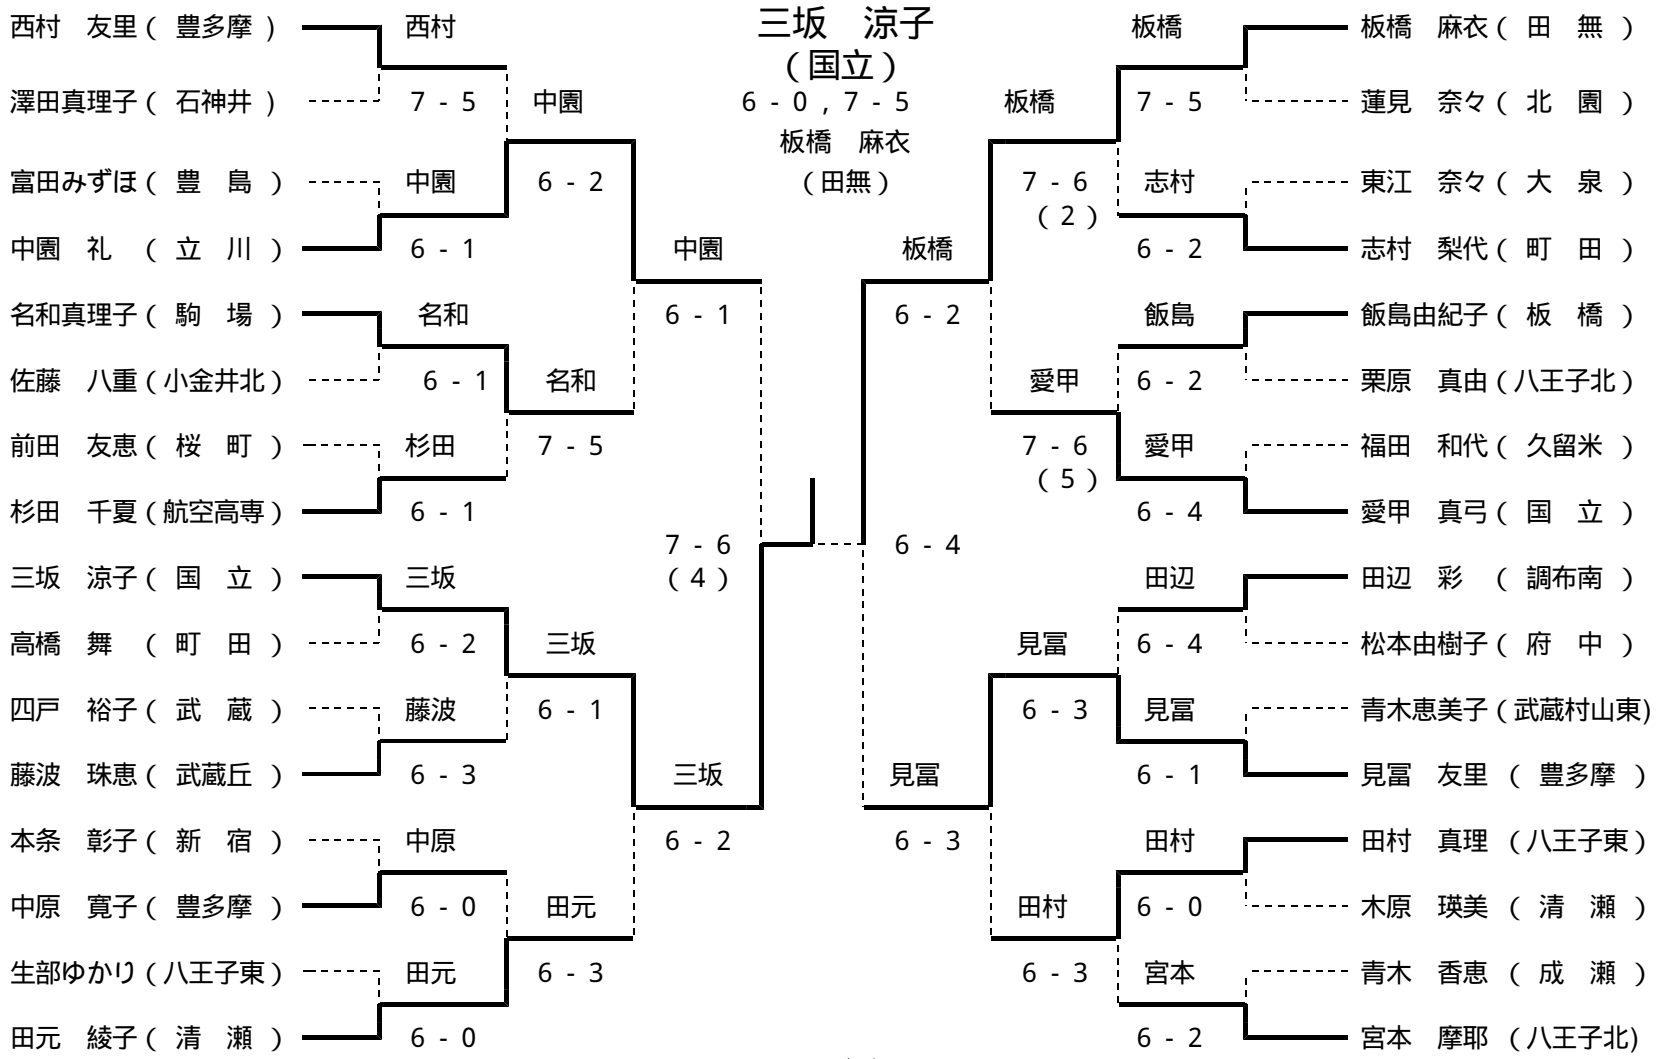 三坂　涼子
（国立）
6 - 0 , 7 - 5
板橋　麻衣
（田無）
西村　友里（ 豊多摩 ）
澤田真理子（ 石神井 ）
富田みずほ（ 豊　島 ）
中園　礼　（ 立　川 ）
名和真理子（ 駒　場 ）
佐藤　八重（小金井北）
前田　友恵（ 桜　町 ）
杉田　千夏（航空高専）
三坂　涼子（ 国　立 ）
高橋　舞　（ 町　田 ）
四戸　裕子（ 武　蔵 ）
藤波　珠恵（ 武蔵丘 ）
本条　彰子（ 新　宿 ）
中原　寛子（ 豊多摩 ）
生部ゆかり（八王子東）
田元　綾子（ 清　瀬 ）
西村
7 - 5
中園
6 - 1
名和
6 - 1
杉田
6 - 1
三坂
6 - 2
藤波
6 - 3
中原
6 - 0
田元
6 - 0
中園
6 - 2
名和
7 - 5
三坂
6 - 1
田元
6 - 3
中園
6 - 1
三坂
6 - 2
7 - 6
（ 4 ）
6 - 4
板橋
6 - 2
見冨
6 - 3
板橋
7 - 6
（ 2 ）
愛甲
7 - 6
（ 5 ）
見冨
6 - 3
田村
6 - 3
板橋
7 - 5
志村
6 - 2
飯島
6 - 2
愛甲
6 - 4
田辺
6 - 4
見冨
6 - 1
田村
6 - 0
宮本
6 - 2
板橋　麻衣（ 田　無 ）
蓮見　奈々（ 北　園 ）
東江　奈々（ 大　泉 ）
志村　梨代（ 町　田 ）
飯島由紀子（ 板　橋 ）
栗原　真由（八王子北）
福田　和代（ 久留米 ）
愛甲　真弓（ 国　立 ）
田辺　彩　（ 調布南 ）
松本由樹子（ 府　中 ）
青木恵美子（武蔵村山東）
見冨　友里 （ 豊多摩 ）
田村　真理 （八王子東）
木原　瑛美 （ 清　瀬 ）
青木　香恵 （ 成　瀬 ）
宮本　摩耶 （八王子北）